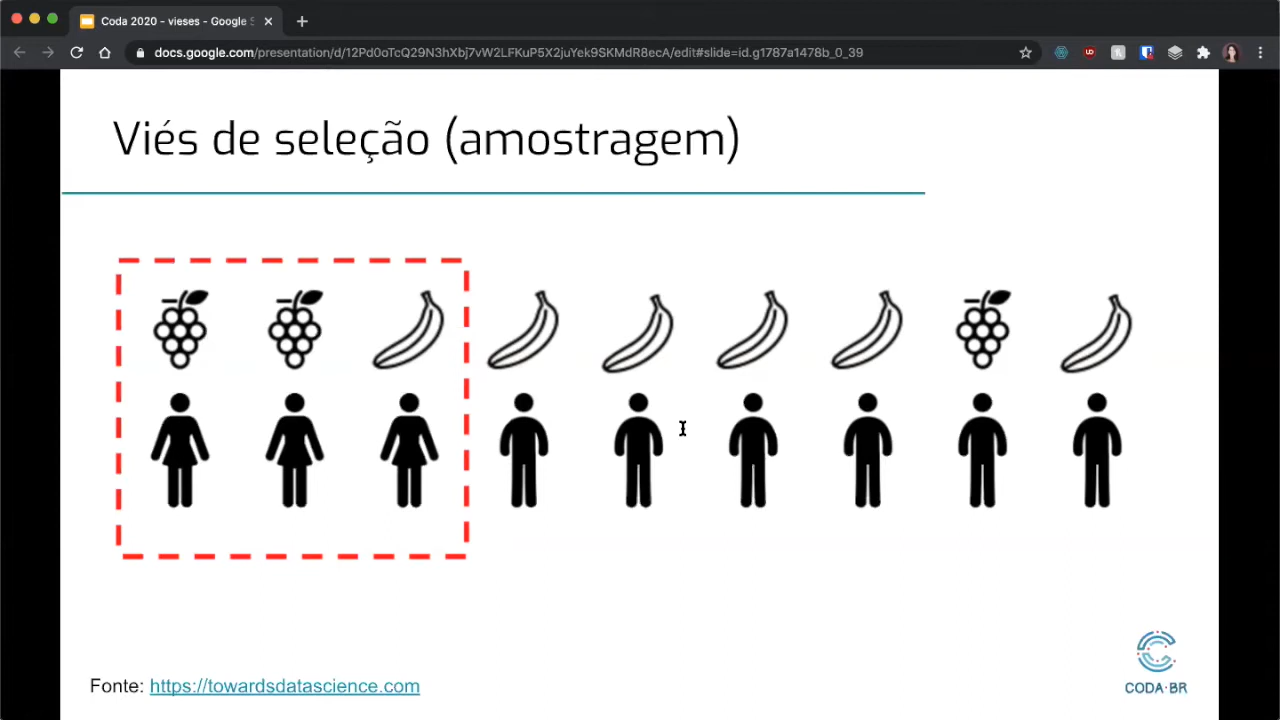 Coda 2020 - vieses - Google S
docs.google.com/presentation/d/12Pd0oTcQ29N3hXbj7vW2LFKuP5X2juYek9SKMdR8ecA/edit#slide=id.g1787a1478b_0_39
Viés de seleção (amostragem)
Fonte: https://towardsdatascience.com
CODA·BR